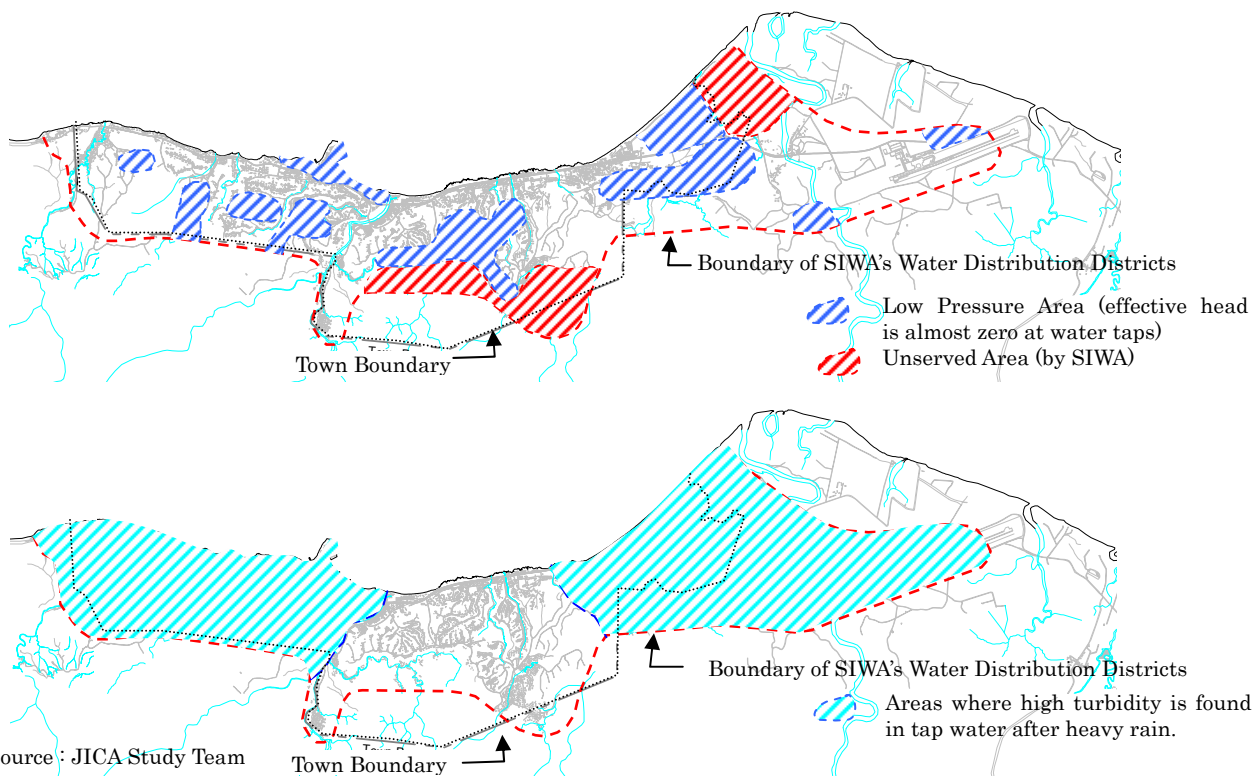 Boundary of SIWA's Water Distribution Districts
Low Pressure Area (effective head
is almost zero at water taps)
Unserved Area (by SIWA)
Town Boundary
Boundary of SIWA's Water Distribution Districts
Areas where high turbidity is found
in tap water after heavy rain.
ource : JICA Study Team
Town Boundary